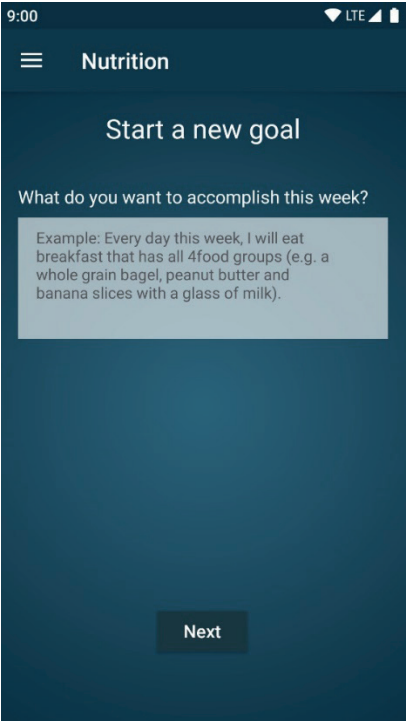 9:00 LTE
Nutrition
Start a new goal
What do you want to accomplish this week?
Example: Every day this week, I will eat
breakfast that has all 4food groups (e.g. a
whole grain bagel, peanut butter and
banana slices with a glass of milk).
Next